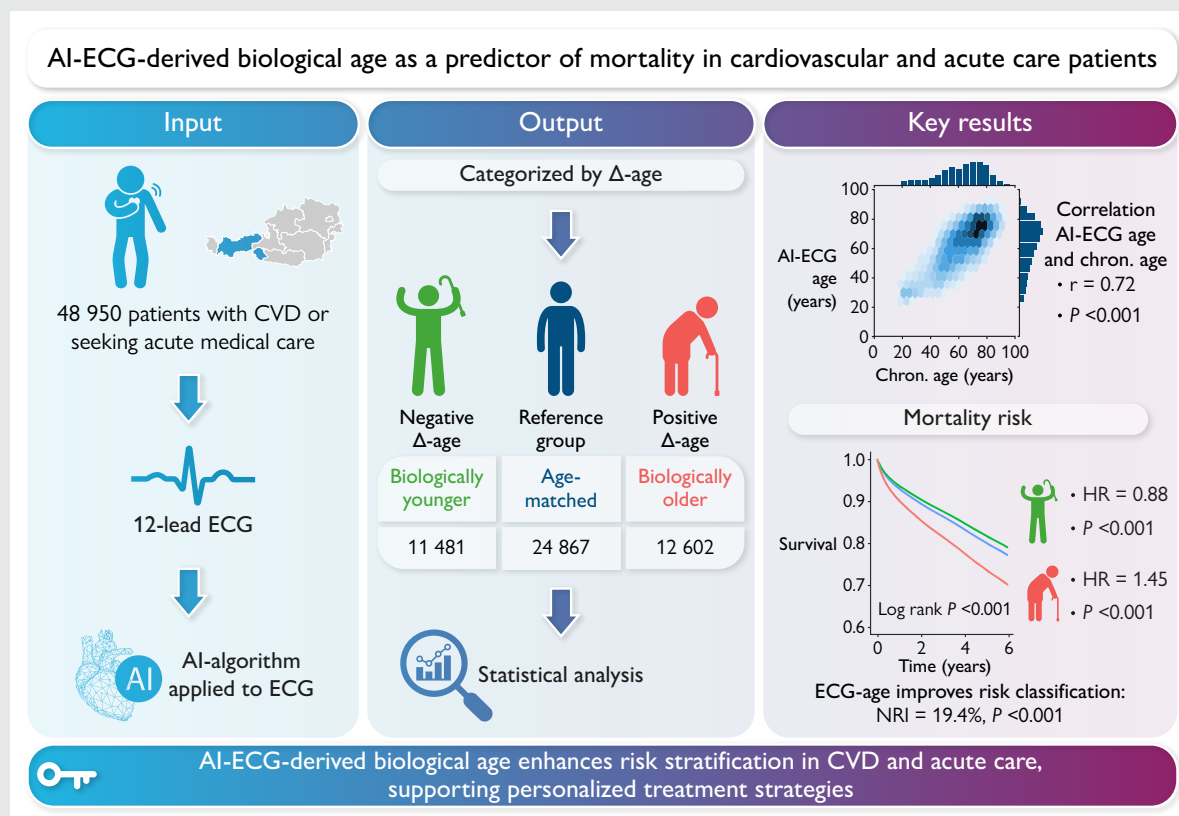 AI-ECG-derived biological age as a predictor of mortality in cardiovascular and acute care patients
Input
48 950 patients with CVD or
seeking acute medical care
12-lead ECG
AI
AI-algorithm
applied to ECG
Output
Categorized by Δ-age
Negative
Δ-age
Reference
group
Positive
Δ-age
Biologically
younger
Age-
matched
Biologically
older
11 481
24 867
12 602
Statistical analysis
Key results
100
80
60
40
20
0
AI-ECG
age
(years)
0 20 40 60 80 100
Chron. age (years)
Correlation
AI-ECG age
and chron. age
• r = 0.72
• P <0.001
Mortality risk
1.0
0.9
0.8
0.7
0.6
Survival
Log rank P <0.001
0 2 4 6
Time (years)
• HR = 0.88
• P <0.001
• HR = 1.45
• P <0.001
ECG-age improves risk classification:
NRI = 19.4%, P <0.001
AI-ECG-derived biological age enhances risk stratification in CVD and acute care,
supporting personalized treatment strategies